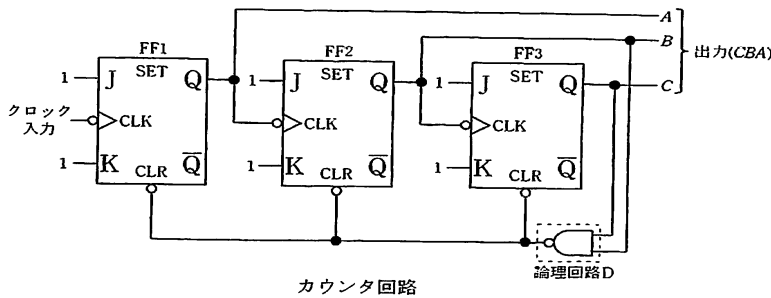 A
B
C
出力(CBA)
FF1
FF2
FF3
1 J SET Q
1 J SET Q
1 J SET Q
クロック
入力
CLK
CLK
CLK
1 K CLR Q̅
1 K CLR Q̅
1 K CLR Q̅
論理回路D
カウンタ回路